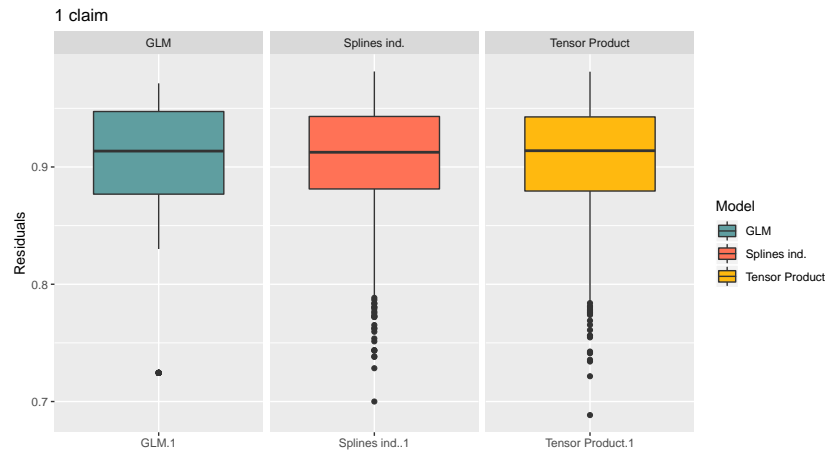 1 claim
GLM
Splines ind.
Tensor Product
Residuals
0.9
0.8
0.7
GLM.1
Splines ind..1
Tensor Product.1
Model
GLM
Splines ind.
Tensor Product